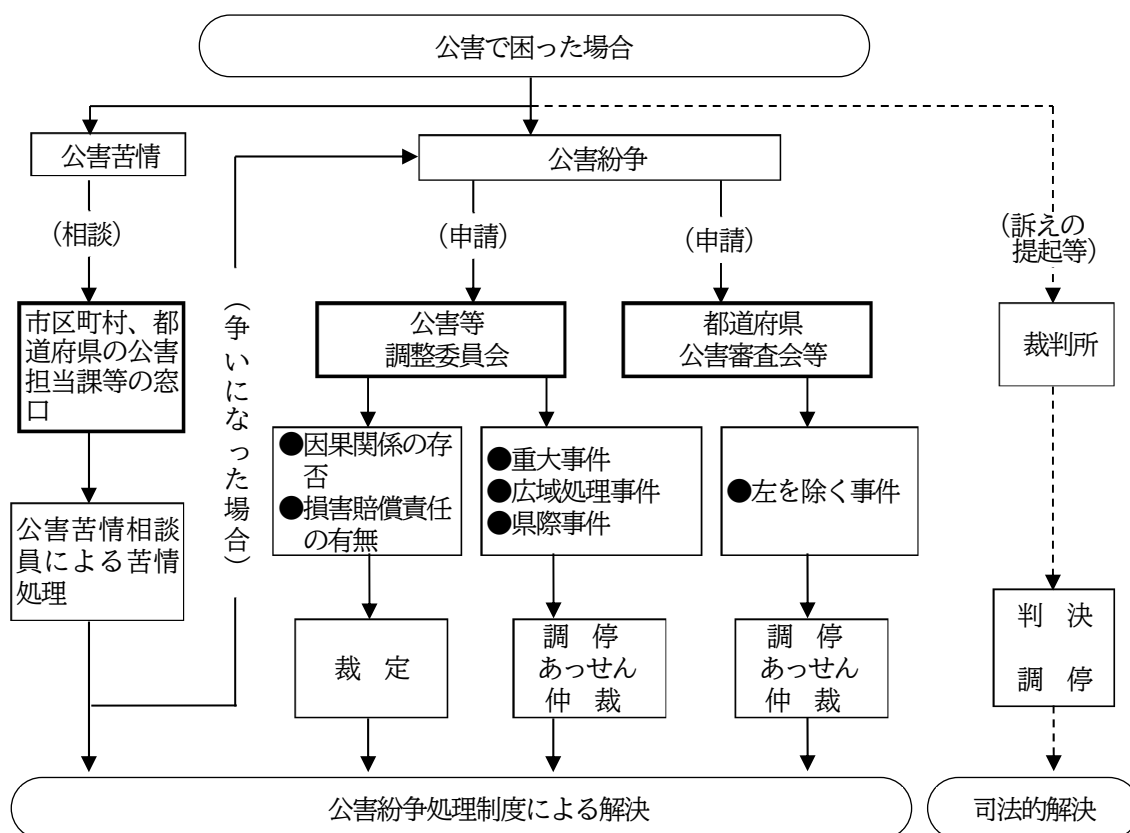 公害で困った場合
公害苦情
公害紛争
（相談）
（申請）
（申請）
（訴えの
提起等）
市区町村、都
道府県の公害
担当課等の窓
口
（争いになった場合）
公害等
調整委員会
都道府県
公害審査会等
裁判所
●因果関係の存
否
●損害賠償責任
の有無
●重大事件
●広域処理事件
●県際事件
●左を除く事件
公害苦情相談
員による苦情
処理
裁　定
調　停
あっせん
仲　裁
調　停
あっせん
仲　裁
判　決
調　停
公害紛争処理制度による解決
司法的解決